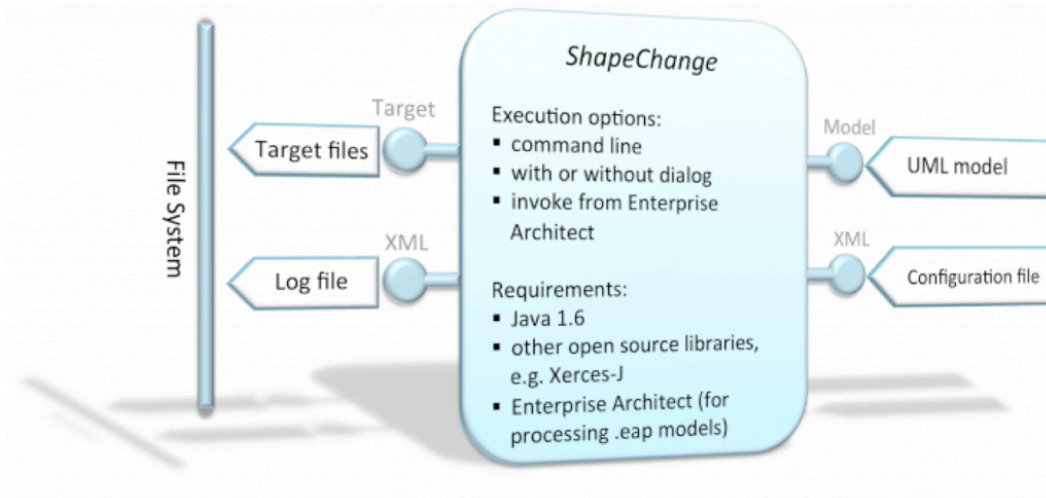 ShapeChange
Target
Execution options:
Model
Target files
▪ command line
UML model
▪ with or without dialog
▪ invoke from Enterprise
Architect
File System
XML
XML
Log file
Configuration file
Requirements:
▪ Java 1.6
▪ other open source libraries,
e.g. Xerces-J
▪ Enterprise Architect (for
processing .eap models)